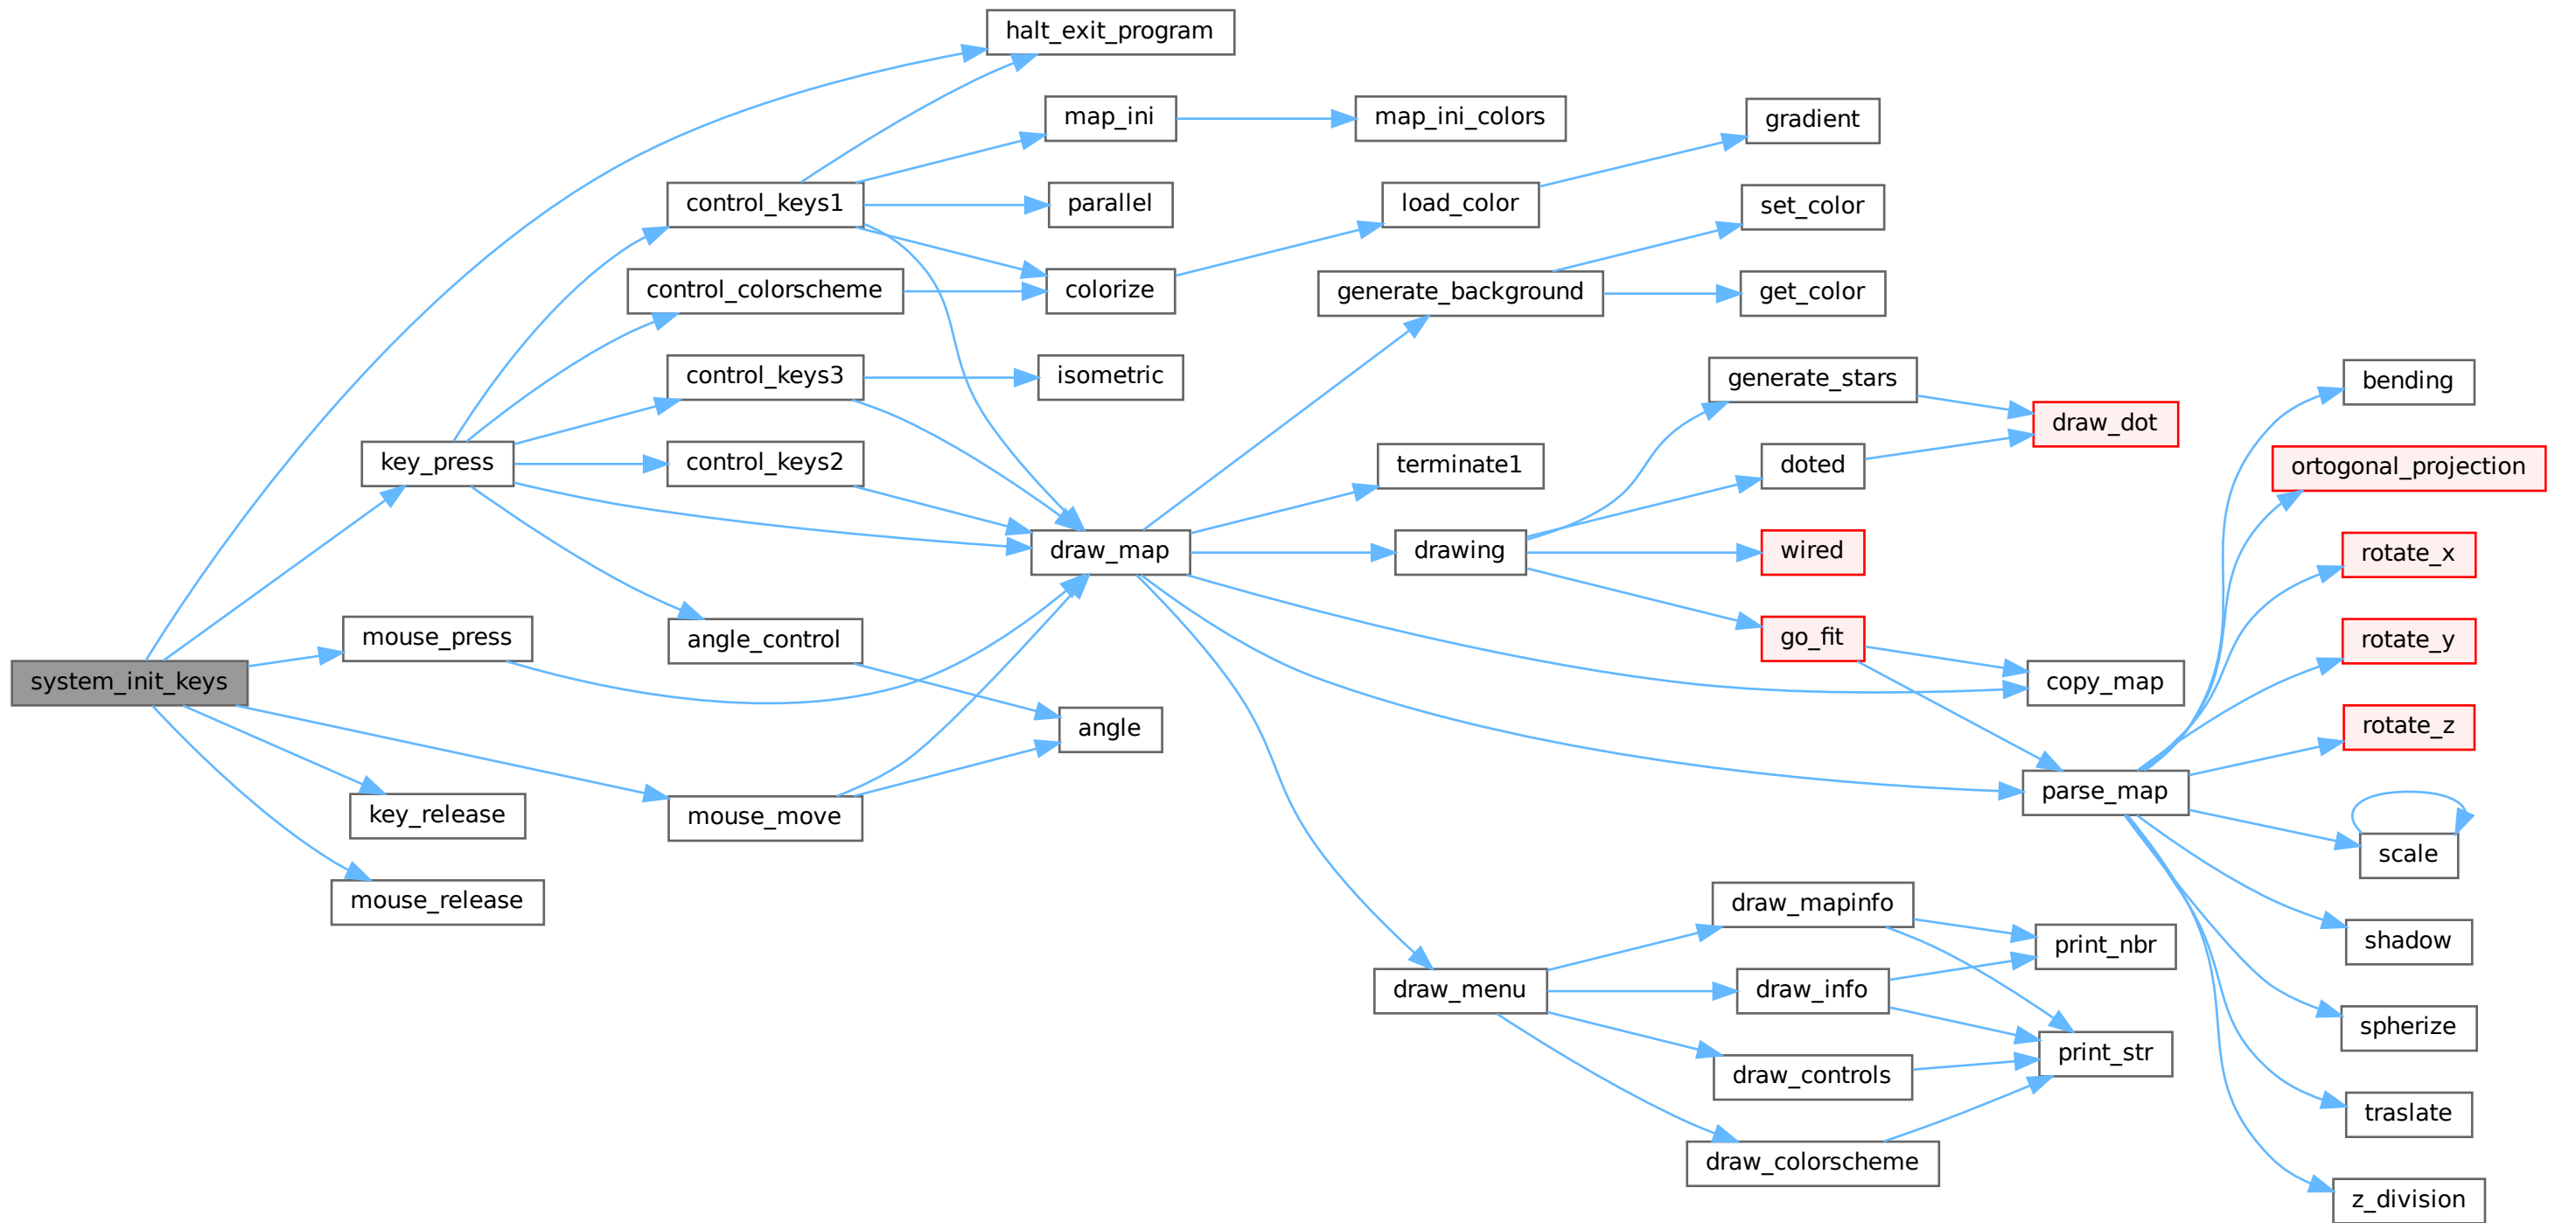 halt_exit_program
map_ini
map_ini_colors
gradient
control_keys1
parallel
load_color
set_color
control_colorscheme
colorize
generate_background
get_color
control_keys3
isometric
generate_stars
bending
draw_dot
key_press
control_keys2
terminate1
doted
ortogonal_projection
draw_map
drawing
wired
rotate_x
mouse_press
angle_control
go_fit
rotate_y
system_init_keys
copy_map
angle
rotate_z
key_release
mouse_move
parse_map
scale
mouse_release
draw_mapinfo
print_nbr
shadow
draw_menu
draw_info
spherize
print_str
draw_controls
traslate
draw_colorscheme
z_division